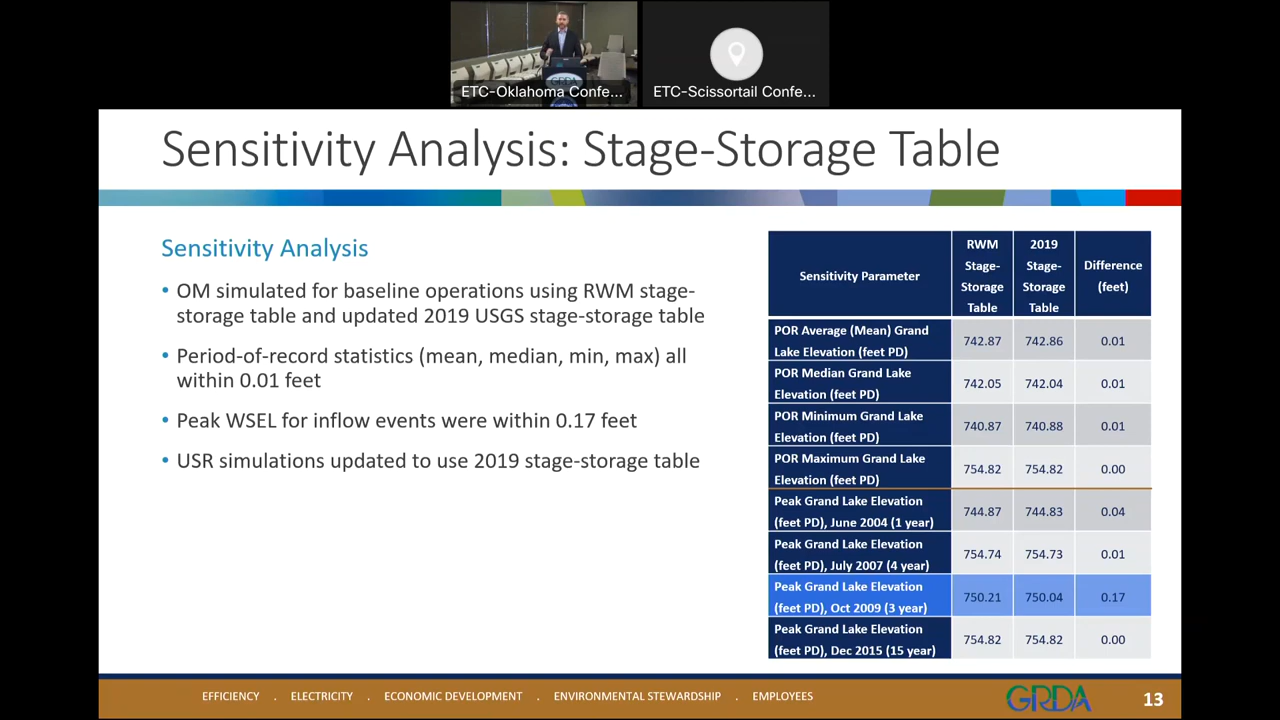 ETC-Oklahoma Confe...
ETC-Scissortail Confe...
Sensitivity Analysis: Stage-Storage Table
Sensitivity Analysis
• OM simulated for baseline operations using RWM stage-
storage table and updated 2019 USGS stage-storage table
• Period-of-record statistics (mean, median, min, max) all
within 0.01 feet
• Peak WSEL for inflow events were within 0.17 feet
• USR simulations updated to use 2019 stage-storage table
Sensitivity Parameter
RWM
Stage-
Storage
Table
2019
Stage-
Storage
Table
Difference
(feet)
POR Average (Mean) Grand
Lake Elevation (feet PD)
742.87 742.86 0.01
POR Median Grand Lake
Elevation (feet PD)
742.05 742.04 0.01
POR Minimum Grand Lake
Elevation (feet PD)
740.87 740.88 0.01
POR Maximum Grand Lake
Elevation (feet PD)
754.82 754.82 0.00
Peak Grand Lake Elevation
(feet PD), June 2004 (1 year)
744.87 744.83 0.04
Peak Grand Lake Elevation
(feet PD), July 2007 (4 year)
754.74 754.73 0.01
Peak Grand Lake Elevation
(feet PD), Oct 2009 (3 year)
750.21 750.04 0.17
Peak Grand Lake Elevation
(feet PD), Dec 2015 (15 year)
754.82 754.82 0.00
EFFICIENCY . ELECTRICITY . ECONOMIC DEVELOPMENT . ENVIRONMENTAL STEWARDSHIP . EMPLOYEES
GRDA
13